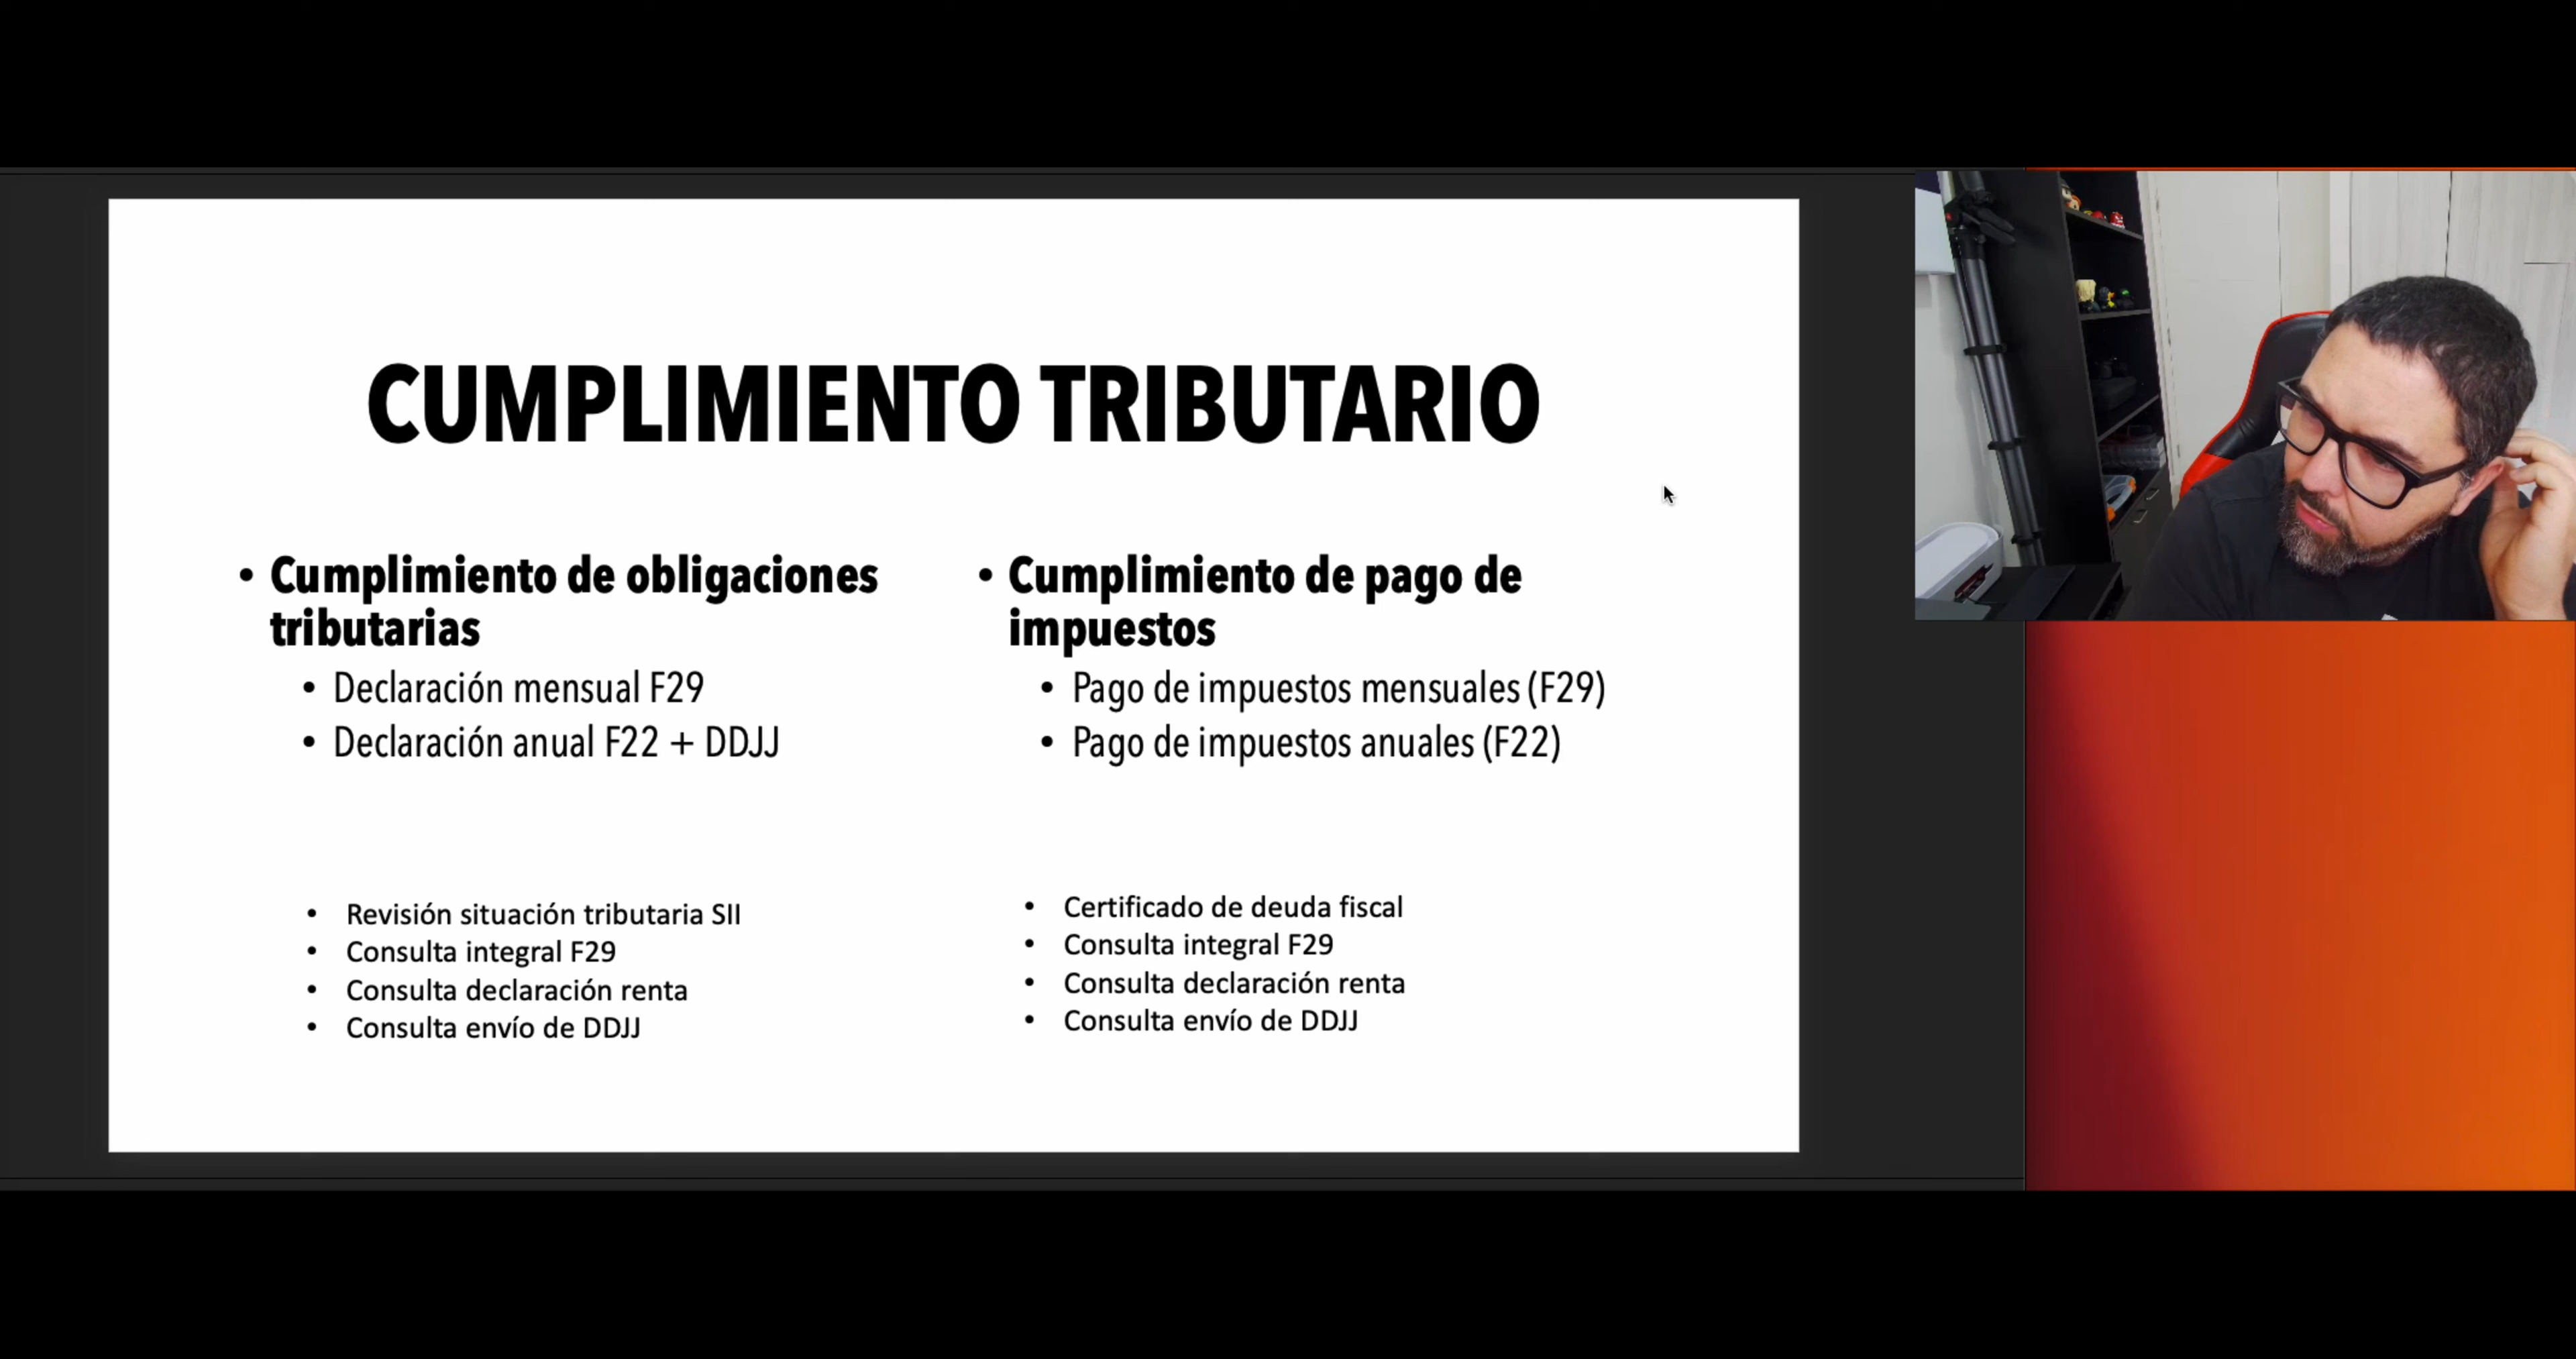 CUMPLIMIENTO TRIBUTARIO
• Cumplimiento de obligaciones
tributarias
• Declaración mensual F29
• Declaración anual F22 + DDJJ
• Revisión situación tributaria SII
• Consulta integral F29
• Consulta declaración renta
• Consulta envío de DDJJ
• Cumplimiento de pago de
impuestos
• Pago de impuestos mensuales (F29)
• Pago de impuestos anuales (F22)
• Certificado de deuda fiscal
• Consulta integral F29
• Consulta declaración renta
• Consulta envío de DDJJ